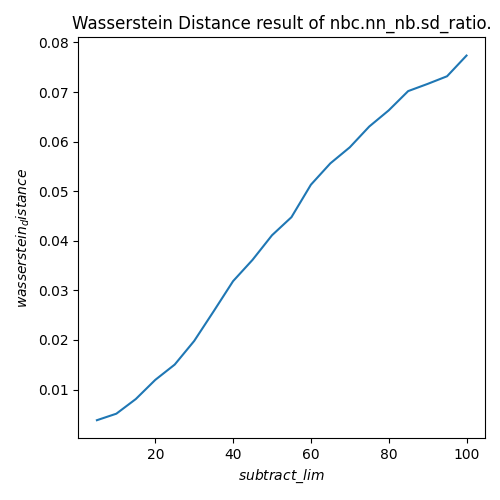 Wasserstein Distance result of nbc.nn_nb.sd_ratio.
0.08
0.07
0.06
0.05
0.04
0.03
0.02
0.01
wasserstein_distance
20 40 60 80 100
subtract_lim